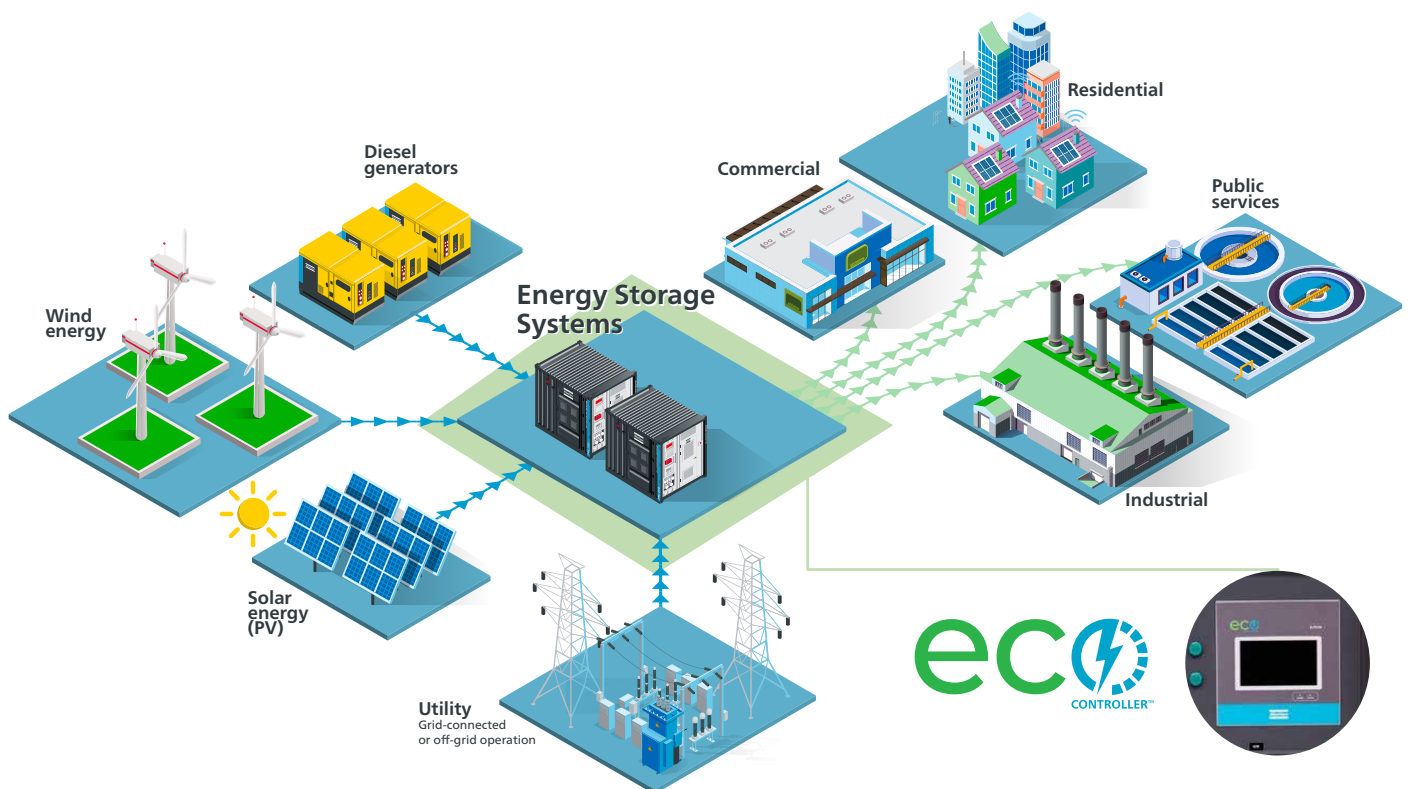 Residential
Diesel
generators
Commercial
Public
services
Energy Storage
Systems
Wind
energy
Industrial
Solar
energy
(PV)
Utility
Grid-connected
or off-grid operation
eco
CONTROLLER™
eco